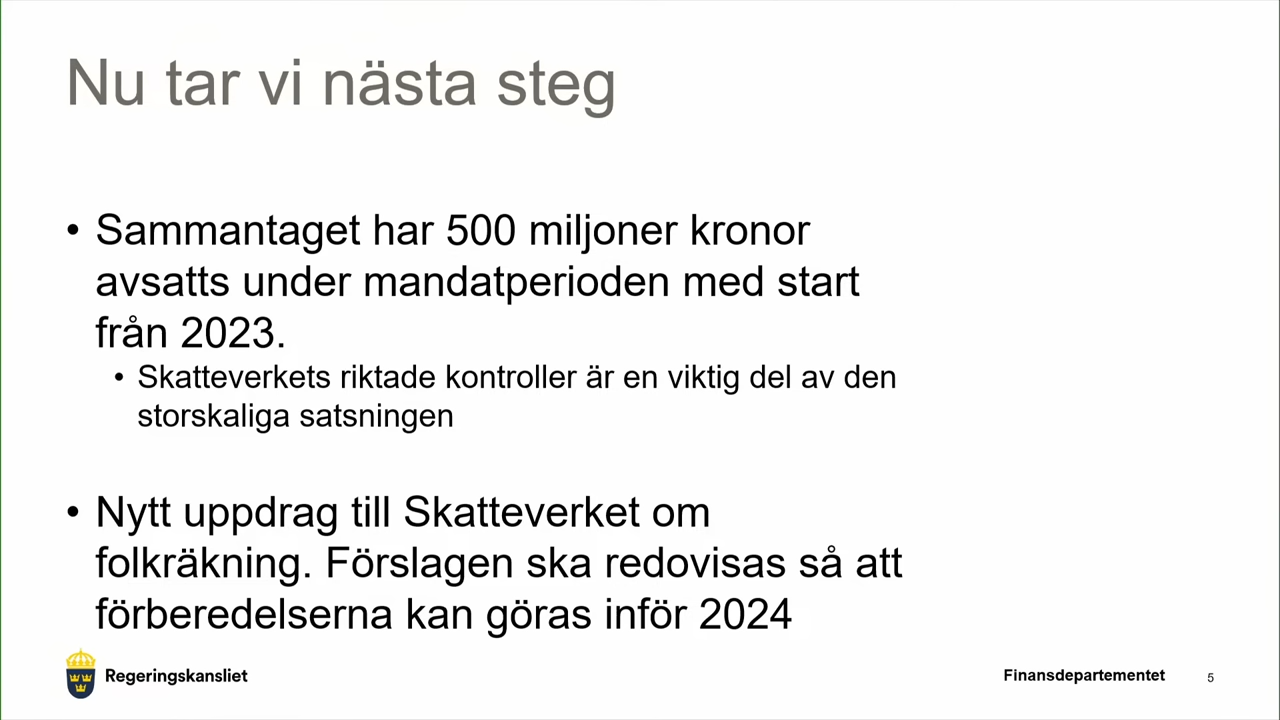 Nu tar vi nästa steg
• Sammantaget har 500 miljoner kronor
avsatts under mandatperioden med start
från 2023.
• Skatteverkets riktade kontroller är en viktig del av den
storskaliga satsningen
• Nytt uppdrag till Skatteverket om
folkräkning. Förslagen ska redovisas så att
förberedelserna kan göras inför 2024
Regeringskansliet
Finansdepartementet
5